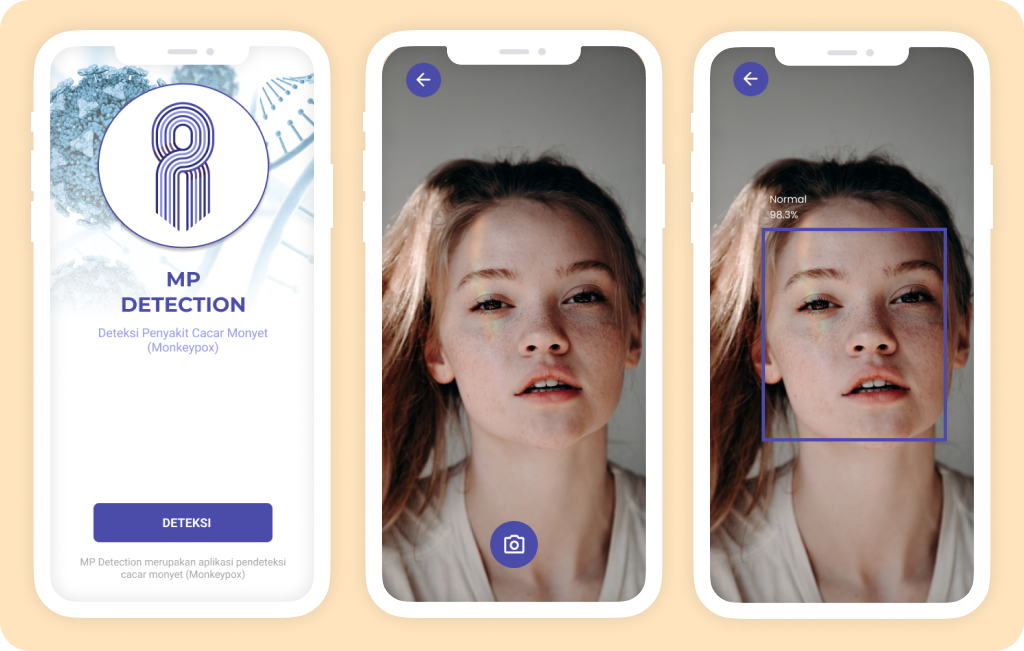 MP
DETECTION
Deteksi Penyakit Cacar Monyet
(Monkeypox)
DETEKSI
MP Detection merupakan aplikasi pendeteksi
cacar monyet (Monkeypox)
Normal
98.3%